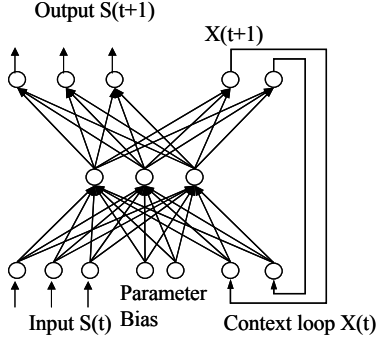 Output S(t+1)
X(t+1)
Parameter
Bias
Input S(t)
Context loop X(t)